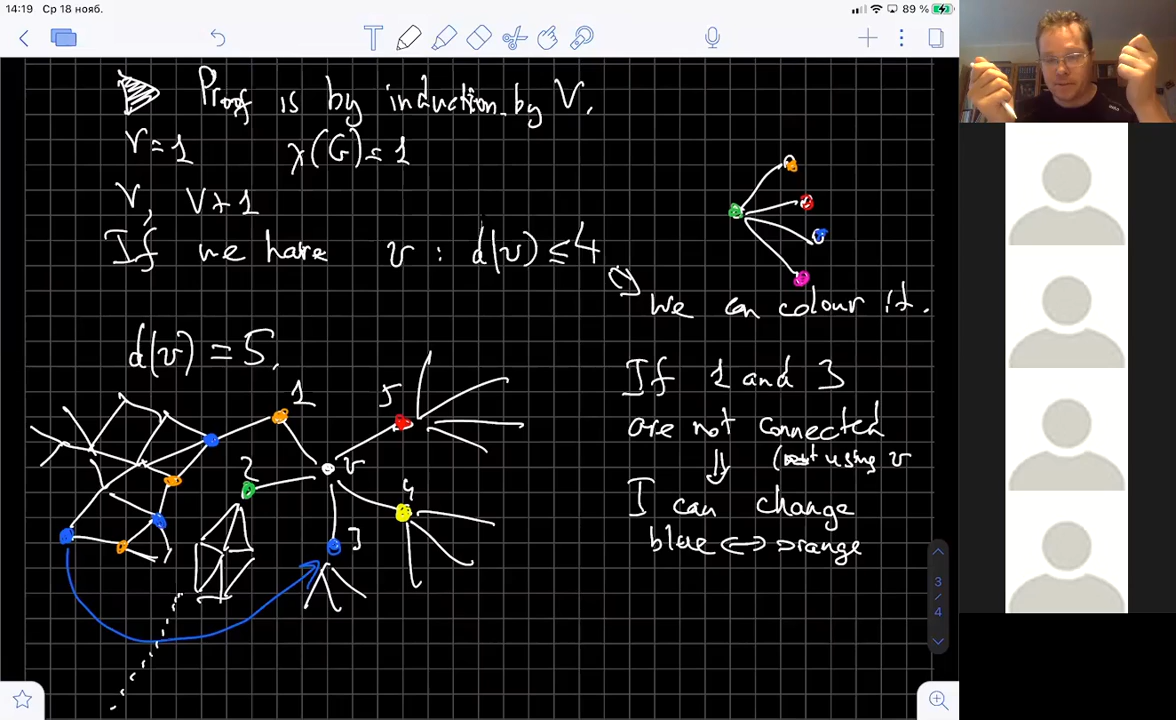 14:19 Ср 18 нояб.
89 %
Proof is by induction by V.
V=1 χ(G)=1
V, V+1
If we have v : d(v) ≤ 4
We can colour it.
d(v) = 5.
1
5
v
2
4
3
If 1 and 3
are not connected
using v
I can change
blue ⟷ orange
3
/
4